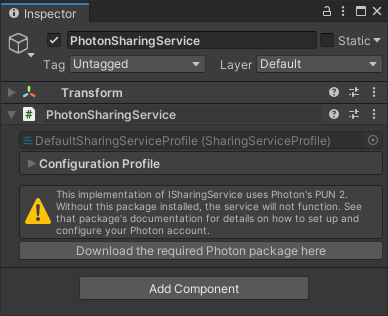 Inspector
PhotonSharingService
Static
Tag Untagged Layer Default
Transform
# PhotonSharingService
DefaultSharingServiceProfile (SharingServiceProfile)
Configuration Profile
This implementation of ISharingService uses Photon's PUN 2.
Without this package installed, the service will not function. See
that package's documentation for details on how to set up and
configure your Photon account.
Download the required Photon package here
Add Component